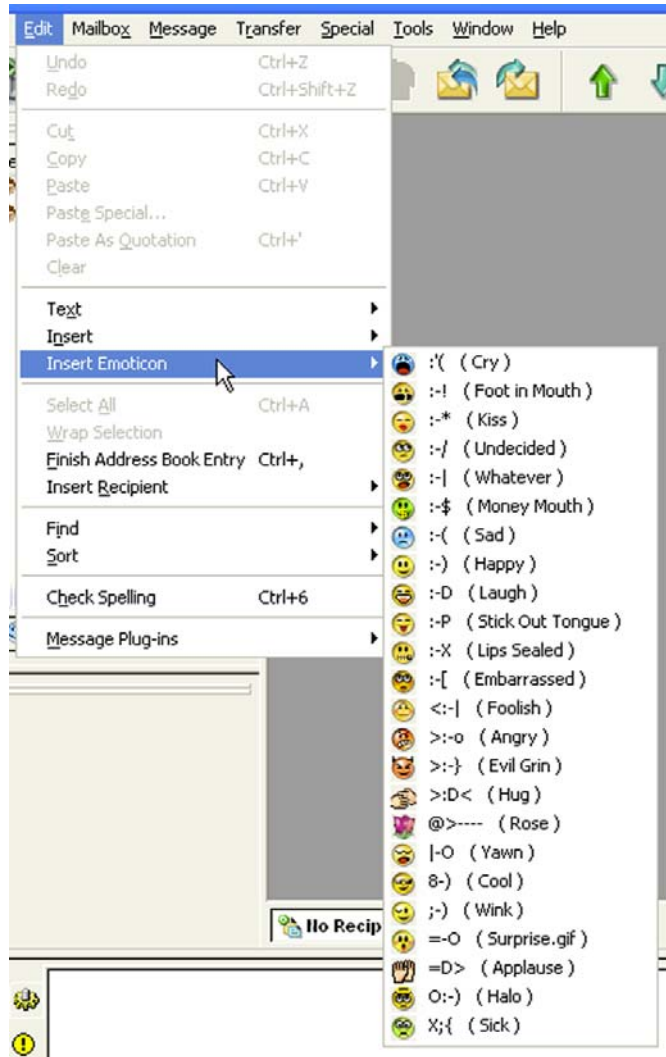 Edit Mailbox Message Transfer Special Tools Window Help
Undo Ctrl+Z
Redo Ctrl+Shift+Z
Cut Ctrl+X
Copy Ctrl+C
Paste Ctrl+V
Paste Special...
Paste As Quotation Ctrl+'
Clear
Text
Insert
Insert Emoticon
Select All Ctrl+A
Wrap Selection
Finish Address Book Entry Ctrl+,
Insert Recipient
Find
Sort
Check Spelling Ctrl+6
Message Plug-ins
:'( ( Cry )
:-! ( Foot in Mouth )
:-* ( Kiss )
:-/ ( Undecided )
:-| ( Whatever )
:-$ ( Money Mouth )
:-( ( Sad )
:-) ( Happy )
:-D ( Laugh )
:-P ( Stick Out Tongue )
:-X ( Lips Sealed )
:-[ ( Embarrassed )
<:-| ( Foolish )
>:-o ( Angry )
>:-} ( Evil Grin )
>:D< ( Hug )
@>---- ( Rose )
|-O ( Yawn )
8-) ( Cool )
;-) ( Wink )
=-O ( Surprise.gif )
=D> ( Applause )
O:-) ( Halo )
X;{ ( Sick )
No Recip